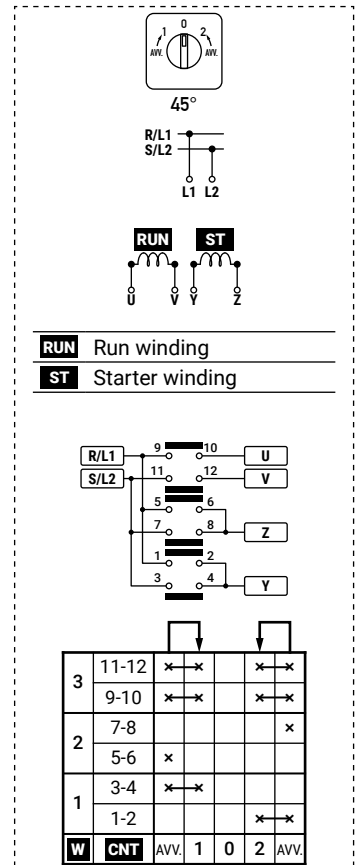 0
1 2
AVV. AVV.
45°
R/L1
S/L2
L1 L2
RUN ST
U V Y Z
RUN Run winding
ST Starter winding
R/L1 9 10 U
S/L2 11 12 V
5 6
7 8 Z
1 2
3 4 Y
3 11-12 × × × ×
9-10 × × × ×
2 7-8 ×
5-6 ×
1 3-4 × ×
1-2 × ×
W CNT AVV. 1 0 2 AVV.